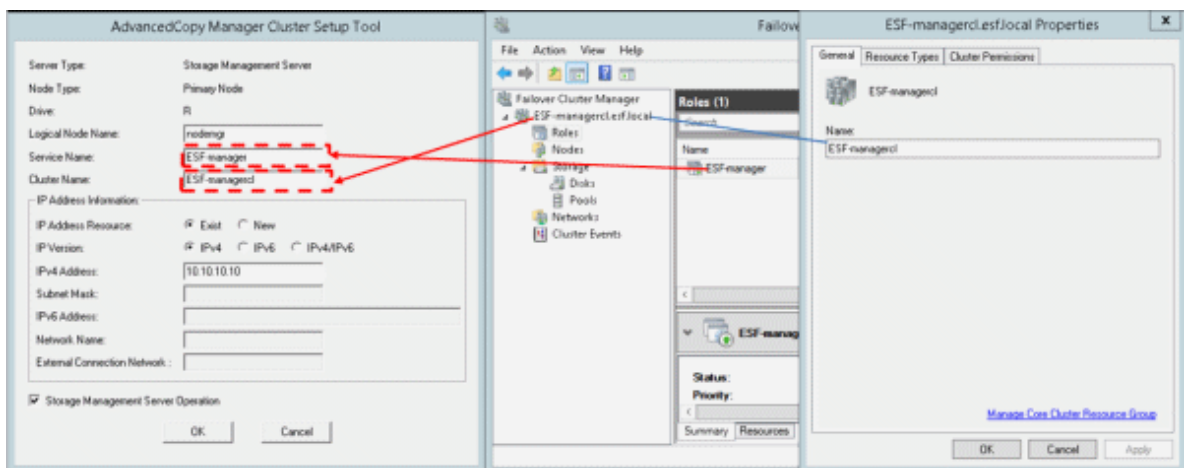 AdvancedCopy Manager Cluster Setup Tool
Server Type: Storage Management Server
Node Type: Primary Node
Drive: R
Logical Node Name: nodemgr
Service Name: ESF-manager
Cluster Name: ESF-managercl
IP Address Information:
IP Address Resource: Exist New
IP Version: IPv4 IPv6 IPv4/IPv6
IPv4 Address: 10.10.10.10
Subnet Mask:
IPv6 Address:
Network Name:
External Connection Network :
Storage Management Server Operation
OK Cancel
Failove
File Action View Help
Failover Cluster Manager
ESF-managercl.esf.local
Roles
Nodes
Storage
Disks
Pools
Networks
Cluster Events
Roles (1)
Search
Name
ESF-manager
ESF-manag
Status:
Priority:
Summary Resources
ESF-managercl.esf.local Properties
x
General Resource Types Cluster Permissions
ESF-managercl
Name:
ESF-managercl
Manage Core Cluster Resource Group
OK Cancel Apply